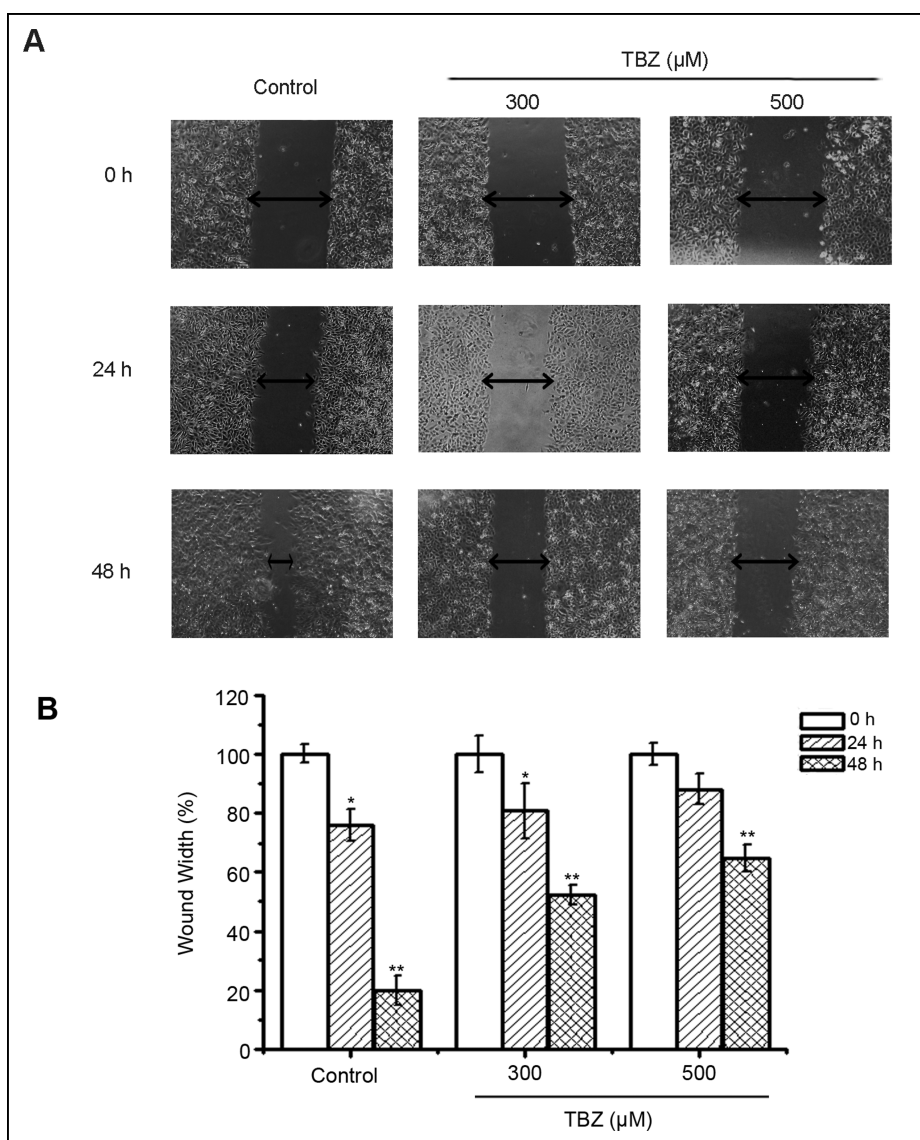 A
TBZ (µM)
Control
300
500
0 h
24 h
48 h
B
120
100
80
60
40
20
0
Wound Width (%)
*
**
*
**
**
0 h
24 h
48 h
Control
300
500
TBZ (µM)